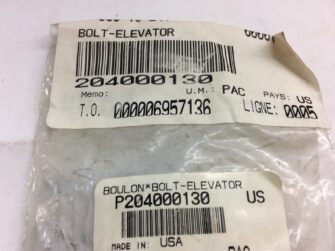 BOLT-ELEVATOR
204000130
Memo: U.M.: PAC PAYS: US
T.O. 000006957136 LIGNE: 0005
BOULON*BOLT-ELEVATOR
P204000130 US
MADE IN: USA